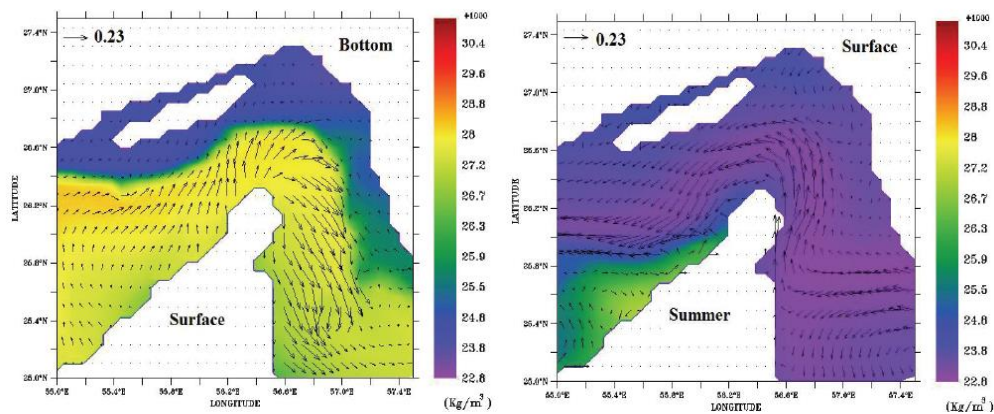 +1000
27.4°N
0.23
Bottom
30.4
29.6
27.0°N
28.8
28
26.6°N
27.2
LATITUDE
26.2°N
26.7
25.9
25.8°N
25.3
25.4°N
Surface
24.5
23.8
25.0°N
22.8
55.0°E 55.4°E 55.8°E 56.2°E 56.6°E 57.0°E 57.4°E
LONGITUDE
(Kg/m³)
+1000
27.4°N
0.23
Surface
30.4
29.6
27.0°N
28.8
28
26.6°N
27.2
LATITUDE
26.2°N
26.7
25.9
25.8°N
25.3
25.4°N
Summer
24.5
23.8
25.0°N
22.8
55.0°E 55.4°E 55.8°E 56.2°E 56.6°E 57.0°E 57.4°E
LONGITUDE
(Kg/m³)